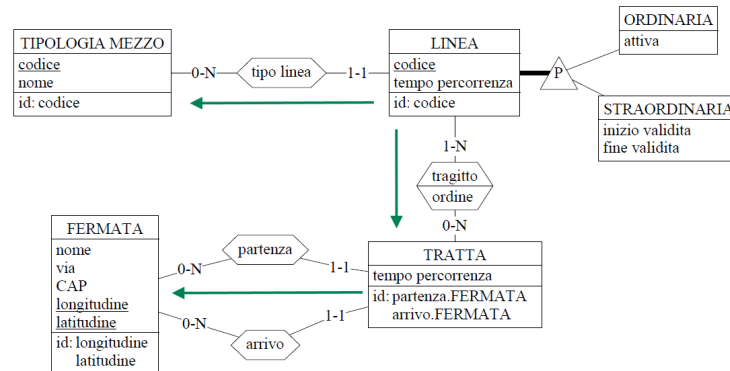 ORDINARIA
attiva
TIPOLOGIA MEZZO
codice
nome
id: codice
0-N
tipo linea
1-1
LINEA
codice
tempo percorrenza
id: codice
P
STRAORDINARIA
inizio validita
fine validita
1-N
tragitto
ordine
0-N
FERMATA
nome
via
CAP
longitudine
latitudine
id: longitudine
latitudine
0-N
partenza
1-1
TRATTA
tempo percorrenza
id: partenza.FERMATA
arrivo.FERMATA
0-N
arrivo
1-1